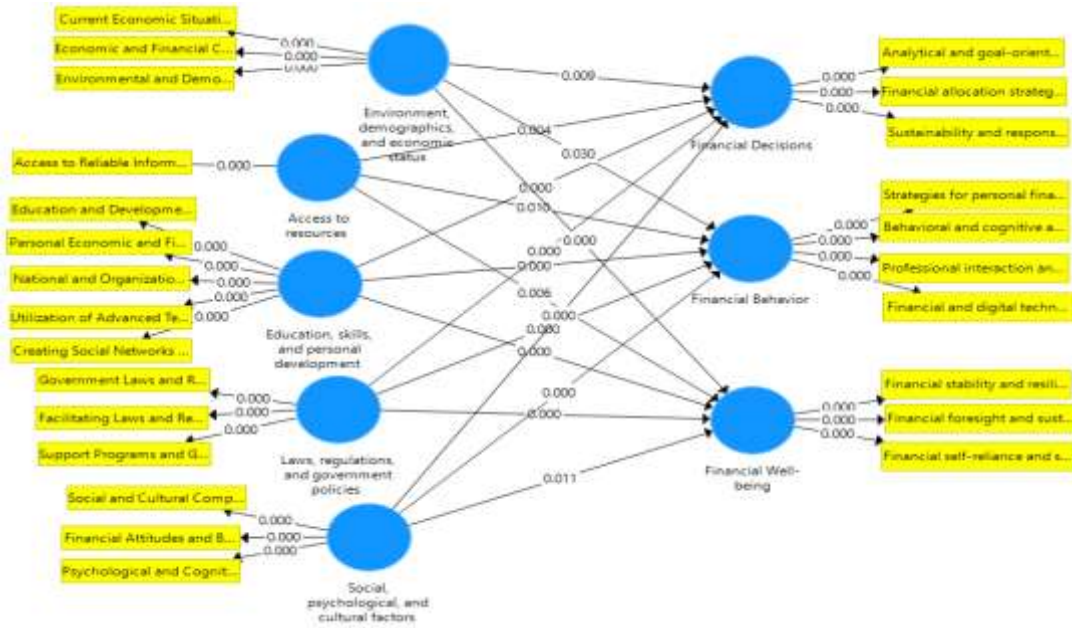 Current Economic Situati...
Economic and Financial C...
Environmental and Demo...
0.000
0.000
0.000
Environment,
demographics,
and economic
status
Access to Reliable Inform...
0.000
Access to
resources
Education and Developme...
Personal Economic and Fi...
National and Organizatio...
Utilization of Advanced Te...
Creating Social Networks ...
0.000
0.000
0.000
0.000
0.000
Education, skills,
and personal
development
Government Laws and R...
Facilitating Laws and Re...
Support Programs and G...
0.000
0.000
0.000
Laws, regulations,
and government
policies
Social and Cultural Comp...
Financial Attitudes and B...
Psychological and Cognit...
0.000
0.000
0.000
Social,
psychological, and
cultural factors
0.009
0.004
0.030
0.000
0.010
0.000
0.000
0.000
0.000
0.006
0.000
0.000
0.000
0.000
0.011
Financial Decisions
0.000
0.000
0.000
Analytical and goal-orient...
Financial allocation strateg...
Sustainability and respons...
Financial Behavior
0.000
0.000
0.000
0.000
Strategies for personal fina...
Behavioral and cognitive a...
Professional interaction an...
Financial and digital techn...
Financial Well-
being
0.000
0.000
0.000
Financial stability and resili...
Financial foresight and sust...
Financial self-reliance and s...